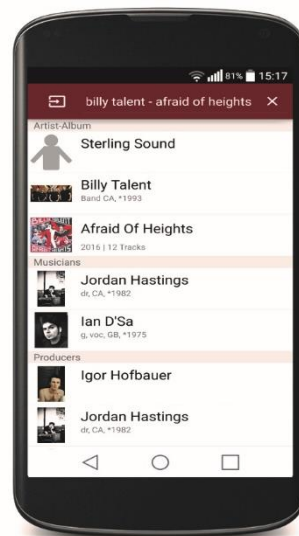 81% 15:17
billy talent - afraid of heights ×
Artist-Album
Sterling Sound
Billy Talent
Band CA, *1993
Afraid Of Heights
2016 | 12 Tracks
Musicians
Jordan Hastings
dr, CA, *1982
Ian D'Sa
g, voc, GB, *1975
Producers
Igor Hofbauer
Jordan Hastings
dr, CA, *1982